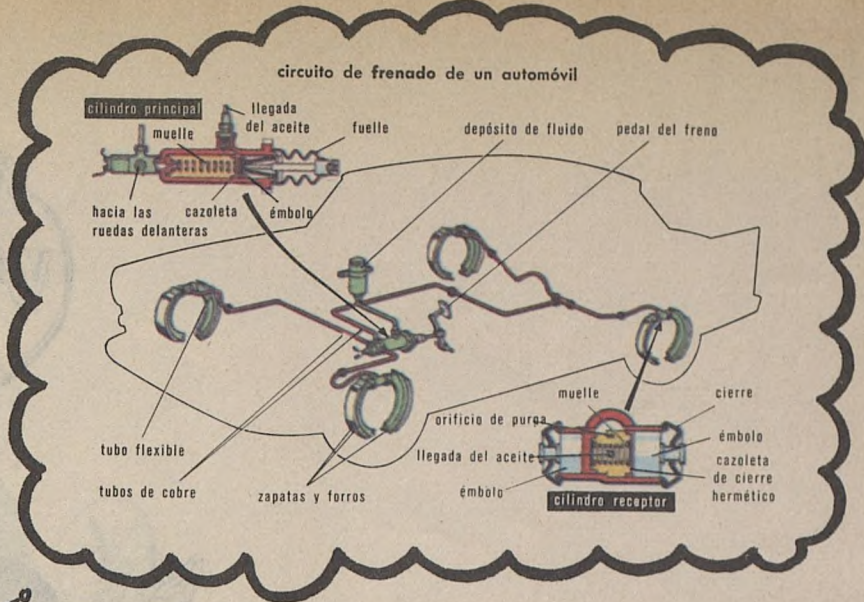 circuito de frenado de un automóvil
cilindro principal
llegada
del aceite
muelle
fuelle
depósito de fluido
pedal del freno
hacia las
ruedas delanteras
cazoleta
émbolo
muelle
cierre
orificio de purga
émbolo
llegada del aceite
cazoleta
de cierre
hermético
émbolo
cilindro receptor
tubo flexible
tubos de cobre
zapatas y forros